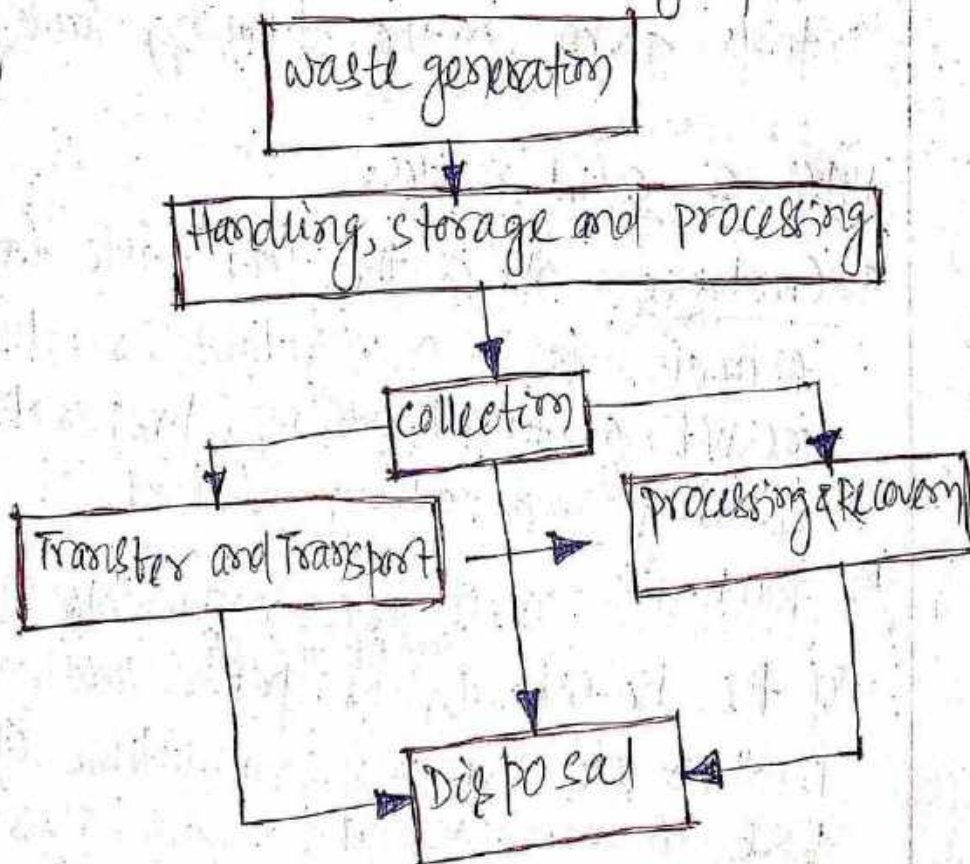 waste generation
Handling, storage and processing
collection
Transfer and Transport
processing & Recovery
Disposal